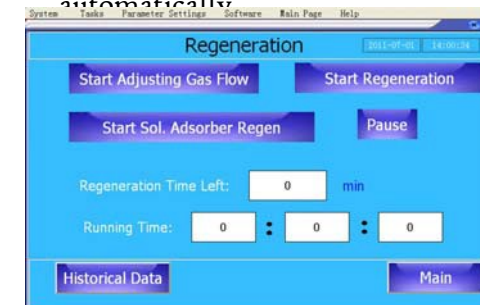 automatically
System Tasks Parameter Settings Software Main Page Help
Regeneration 2011-07-01 14:00:34
Start Adjusting Gas Flow Start Regeneration
Start Sol. Adsorber Regen Pause
Regeneration Time Left: 0 min
Running Time: 0 : 0 : 0
Historical Data Main